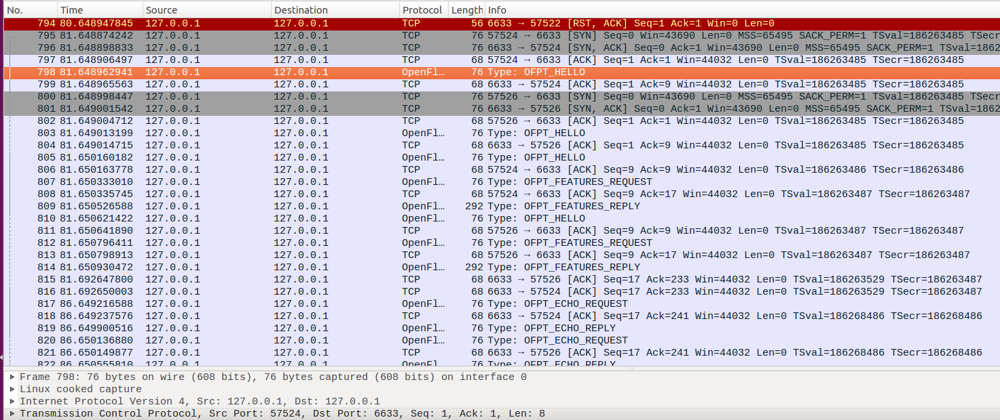 No. Time Source Destination Protocol Length Info
794 80.648947845 127.0.0.1 127.0.0.1 TCP 56 6633 → 57522 [RST, ACK] Seq=1 Ack=1 Win=0 Len=0
795 81.648874242 127.0.0.1 127.0.0.1 TCP 76 57524 → 6633 [SYN] Seq=0 Win=43690 Len=0 MSS=65495 SACK_PERM=1 TSval=186263485 TSecr
796 81.648898833 127.0.0.1 127.0.0.1 TCP 76 6633 → 57524 [SYN, ACK] Seq=0 Ack=1 Win=43690 Len=0 MSS=65495 SACK_PERM=1 TSval=1862
797 81.648906497 127.0.0.1 127.0.0.1 TCP 68 57524 → 6633 [ACK] Seq=1 Ack=1 Win=44032 Len=0 TSval=186263485 TSecr=186263485
798 81.648962941 127.0.0.1 127.0.0.1 OpenFl… 76 Type: OFPT_HELLO
799 81.648965563 127.0.0.1 127.0.0.1 TCP 68 6633 → 57524 [ACK] Seq=1 Ack=9 Win=44032 Len=0 TSval=186263485 TSecr=186263485
800 81.648998447 127.0.0.1 127.0.0.1 TCP 76 57526 → 6633 [SYN] Seq=0 Win=43690 Len=0 MSS=65495 SACK_PERM=1 TSval=186263485 TSecr
801 81.649001542 127.0.0.1 127.0.0.1 TCP 76 6633 → 57526 [SYN, ACK] Seq=0 Ack=1 Win=43690 Len=0 MSS=65495 SACK_PERM=1 TSval=1862
802 81.649004712 127.0.0.1 127.0.0.1 TCP 68 57526 → 6633 [ACK] Seq=1 Ack=1 Win=44032 Len=0 TSval=186263485 TSecr=186263485
803 81.649013199 127.0.0.1 127.0.0.1 OpenFl… 76 Type: OFPT_HELLO
804 81.649014715 127.0.0.1 127.0.0.1 TCP 68 6633 → 57526 [ACK] Seq=1 Ack=9 Win=44032 Len=0 TSval=186263485 TSecr=186263485
805 81.650160182 127.0.0.1 127.0.0.1 OpenFl… 76 Type: OFPT_HELLO
806 81.650163778 127.0.0.1 127.0.0.1 TCP 68 57524 → 6633 [ACK] Seq=9 Ack=9 Win=44032 Len=0 TSval=186263486 TSecr=186263486
807 81.650333010 127.0.0.1 127.0.0.1 OpenFl… 76 Type: OFPT_FEATURES_REQUEST
808 81.650335745 127.0.0.1 127.0.0.1 TCP 68 57524 → 6633 [ACK] Seq=9 Ack=17 Win=44032 Len=0 TSval=186263487 TSecr=186263487
809 81.650526588 127.0.0.1 127.0.0.1 OpenFl… 292 Type: OFPT_FEATURES_REPLY
810 81.650621422 127.0.0.1 127.0.0.1 OpenFl… 76 Type: OFPT_HELLO
811 81.650641890 127.0.0.1 127.0.0.1 TCP 68 57526 → 6633 [ACK] Seq=9 Ack=9 Win=44032 Len=0 TSval=186263487 TSecr=186263487
812 81.650796411 127.0.0.1 127.0.0.1 OpenFl… 76 Type: OFPT_FEATURES_REQUEST
813 81.650798913 127.0.0.1 127.0.0.1 TCP 68 57526 → 6633 [ACK] Seq=9 Ack=17 Win=44032 Len=0 TSval=186263487 TSecr=186263487
814 81.650930472 127.0.0.1 127.0.0.1 OpenFl… 292 Type: OFPT_FEATURES_REPLY
815 81.692647800 127.0.0.1 127.0.0.1 TCP 68 6633 → 57526 [ACK] Seq=17 Ack=233 Win=44032 Len=0 TSval=186263529 TSecr=186263487
816 81.692650003 127.0.0.1 127.0.0.1 TCP 68 6633 → 57524 [ACK] Seq=17 Ack=233 Win=44032 Len=0 TSval=186263529 TSecr=186263487
817 86.649216588 127.0.0.1 127.0.0.1 OpenFl… 76 Type: OFPT_ECHO_REQUEST
818 86.649237576 127.0.0.1 127.0.0.1 TCP 68 6633 → 57524 [ACK] Seq=17 Ack=241 Win=44032 Len=0 TSval=186268486 TSecr=186268486
819 86.649900516 127.0.0.1 127.0.0.1 OpenFl… 76 Type: OFPT_ECHO_REPLY
820 86.650136880 127.0.0.1 127.0.0.1 OpenFl… 76 Type: OFPT_ECHO_REQUEST
821 86.650149877 127.0.0.1 127.0.0.1 TCP 68 6633 → 57526 [ACK] Seq=17 Ack=241 Win=44032 Len=0 TSval=186268486 TSecr=186268486
822 86.650555810 127.0.0.1 127.0.0.1 OpenFl… 76 Type: OFPT_ECHO_REPLY
Frame 798: 76 bytes on wire (608 bits), 76 bytes captured (608 bits) on interface 0
Linux cooked capture
Internet Protocol Version 4, Src: 127.0.0.1, Dst: 127.0.0.1
Transmission Control Protocol, Src Port: 57524, Dst Port: 6633, Seq: 1, Ack: 1, Len: 8